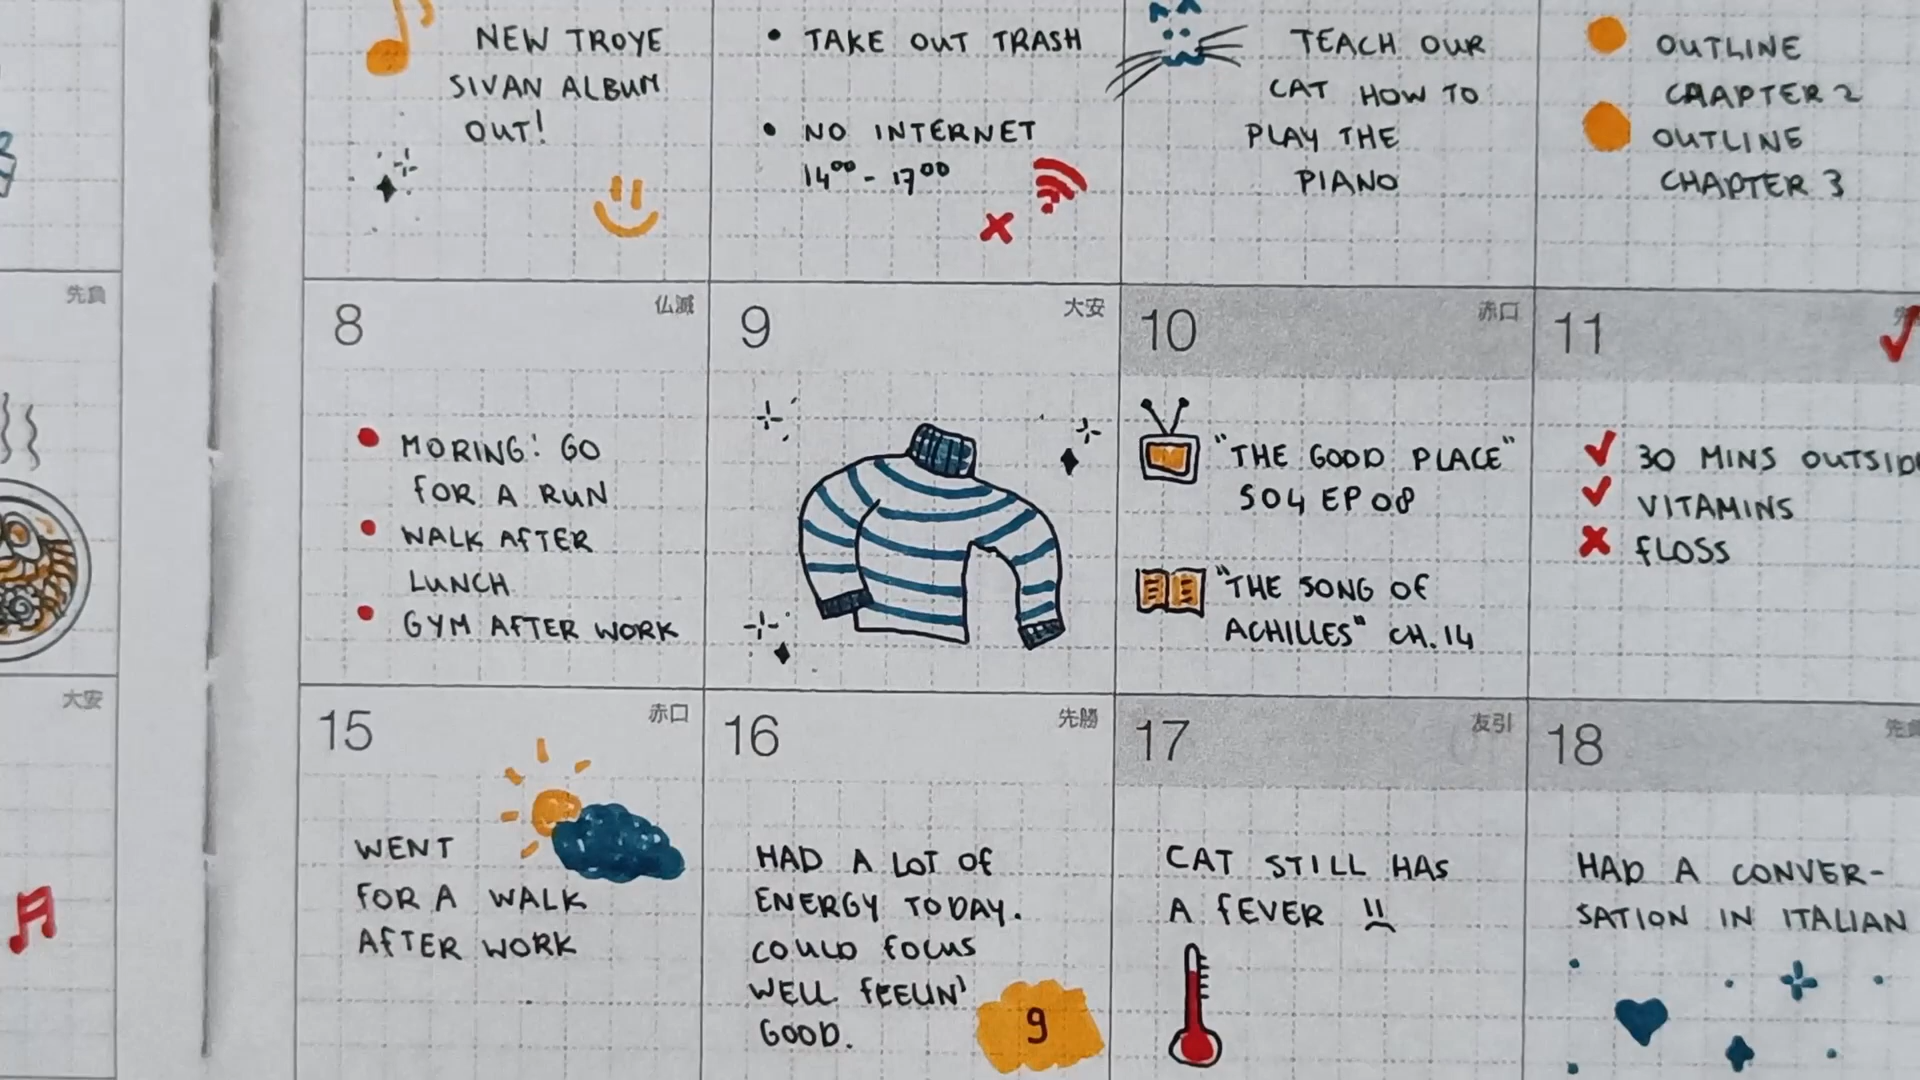 NEW TROYE
SIVAN ALBUM
OUT!
• TAKE OUT TRASH
• NO INTERNET
14⁰⁰ - 17⁰⁰
TEACH OUR
CAT HOW TO
PLAY THE
PIANO
OUTLINE
CHAPTER 2
OUTLINE
CHAPTER 3
先負
8 仏滅
• MORING: GO
FOR A RUN
• WALK AFTER
LUNCH
• GYM AFTER WORK
9 大安
10 赤口
"THE GOOD PLACE"
S04 EP 08
"THE SONG OF
ACHILLES" CH. 14
11
30 MINS OUTSID
VITAMINS
FLOSS
大安
15 赤口
WENT
FOR A WALK
AFTER WORK
16 先勝
HAD A LOT OF
ENERGY TODAY.
COULD FOCUS
WELL. FEELIN'
GOOD.
9
17 友引
CAT STILL HAS
A FEVER
18 先負
HAD A CONVER-
SATION IN ITALIAN